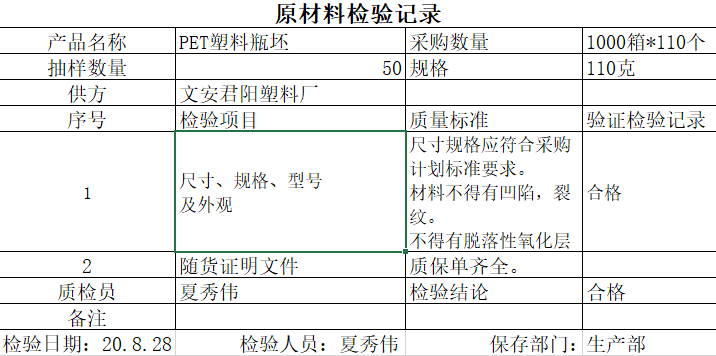 原材料检验记录
产品名称 PET塑料瓶坯 采购数量 1000箱*110个
抽样数量 50 规格 110克
供方 文安君阳塑料厂
序号 检验项目 质量标准 验证检验记录
1 尺寸、规格、型号
及外观
尺寸规格应符合采购
计划标准要求。
材料不得有凹陷，裂
纹。
不得有脱落性氧化层
合格
2 随货证明文件 质保单齐全。
质检员 夏秀伟 检验结论 合格
备注
检验日期：20.8.28 检验人员：夏秀伟 保存部门：生产部